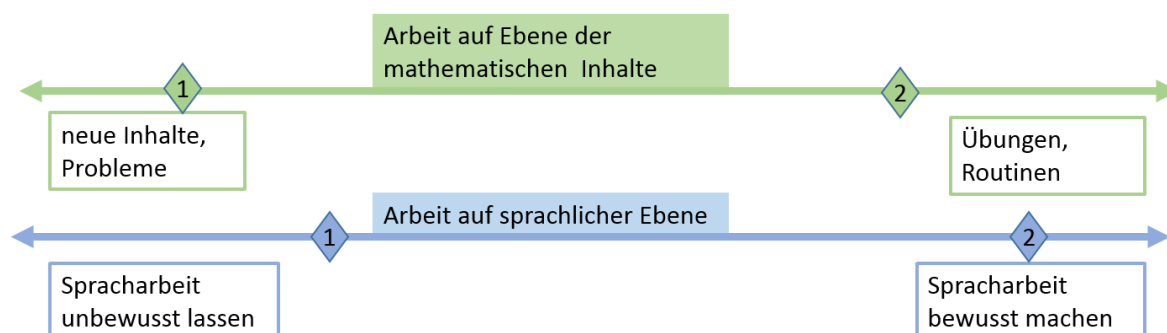 Arbeit auf Ebene der
mathematischen Inhalte
1
2
neue Inhalte,
Probleme
Übungen,
Routinen
Arbeit auf sprachlicher Ebene
1
2
Spracharbeit
unbewusst lassen
Spracharbeit
bewusst machen